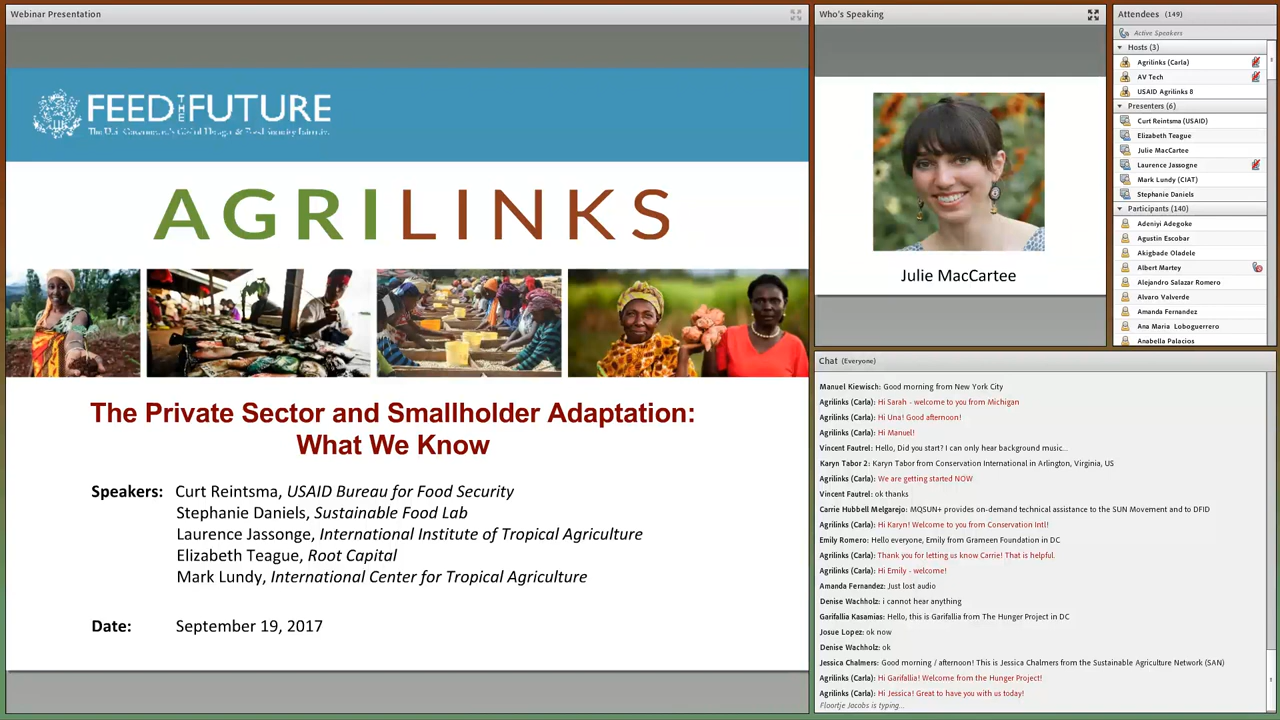 Webinar Presentation
FEED THE FUTURE
The U.S. Government's Global Hunger & Food Security Initiative
AGRILINKS
The Private Sector and Smallholder Adaptation:
What We Know
Speakers: Curt Reintsma, USAID Bureau for Food Security
Stephanie Daniels, Sustainable Food Lab
Laurence Jassonge, International Institute of Tropical Agriculture
Elizabeth Teague, Root Capital
Mark Lundy, International Center for Tropical Agriculture
Date: September 19, 2017
Who's Speaking
Julie MacCartee
Attendees (149)
Active Speakers
Hosts (3)
Agrilinks (Carla)
AV Tech
USAID Agrilinks 8
Presenters (6)
Curt Reintsma (USAID)
Elizabeth Teague
Julie MacCartee
Laurence Jassogne
Mark Lundy (CIAT)
Stephanie Daniels
Participants (140)
Adeniyi Adegoke
Agustin Escobar
Akigbade Oladele
Albert Martey
Alejandro Salazar Romero
Alvaro Valverde
Amanda Fernandez
Ana Maria Loboguerrero
Anabella Palacios
Chat (Everyone)
Manuel Kiewisch: Good morning from New York City
Agrilinks (Carla): Hi Sarah - welcome to you from Michigan
Agrilinks (Carla): Hi Una! Good afternoon!
Agrilinks (Carla): Hi Manuel!
Vincent Fautrel: Hello, Did you start? I can only hear background music...
Karyn Tabor 2: Karyn Tabor from Conservation International in Arlington, Virginia, US
Agrilinks (Carla): We are getting started NOW
Vincent Fautrel: ok thanks
Carrie Hubbell Melgarejo: MQSUN+ provides on-demand technical assistance to the SUN Movement and to DFID
Agrilinks (Carla): Hi Karyn! Welcome to you from Conservation Intl!
Emily Romero: Hello everyone, Emily from Grameen Foundation in DC
Agrilinks (Carla): Thank you for letting us know Carrie! That is helpful.
Agrilinks (Carla): Hi Emily - welcome!
Amanda Fernandez: Just lost audio
Denise Wachholz: i cannot hear anything
Garifallia Kasamias: Hello, this is Garifallia from The Hunger Project in DC
Josue Lopez: ok now
Denise Wachholz: ok
Jessica Chalmers: Good morning / afternoon! This is Jessica Chalmers from the Sustainable Agriculture Network (SAN)
Agrilinks (Carla): Hi Garifallia! Welcome from the Hunger Project!
Agrilinks (Carla): Hi Jessica! Great to have you with us today!
Floortje Jacobs is typing...